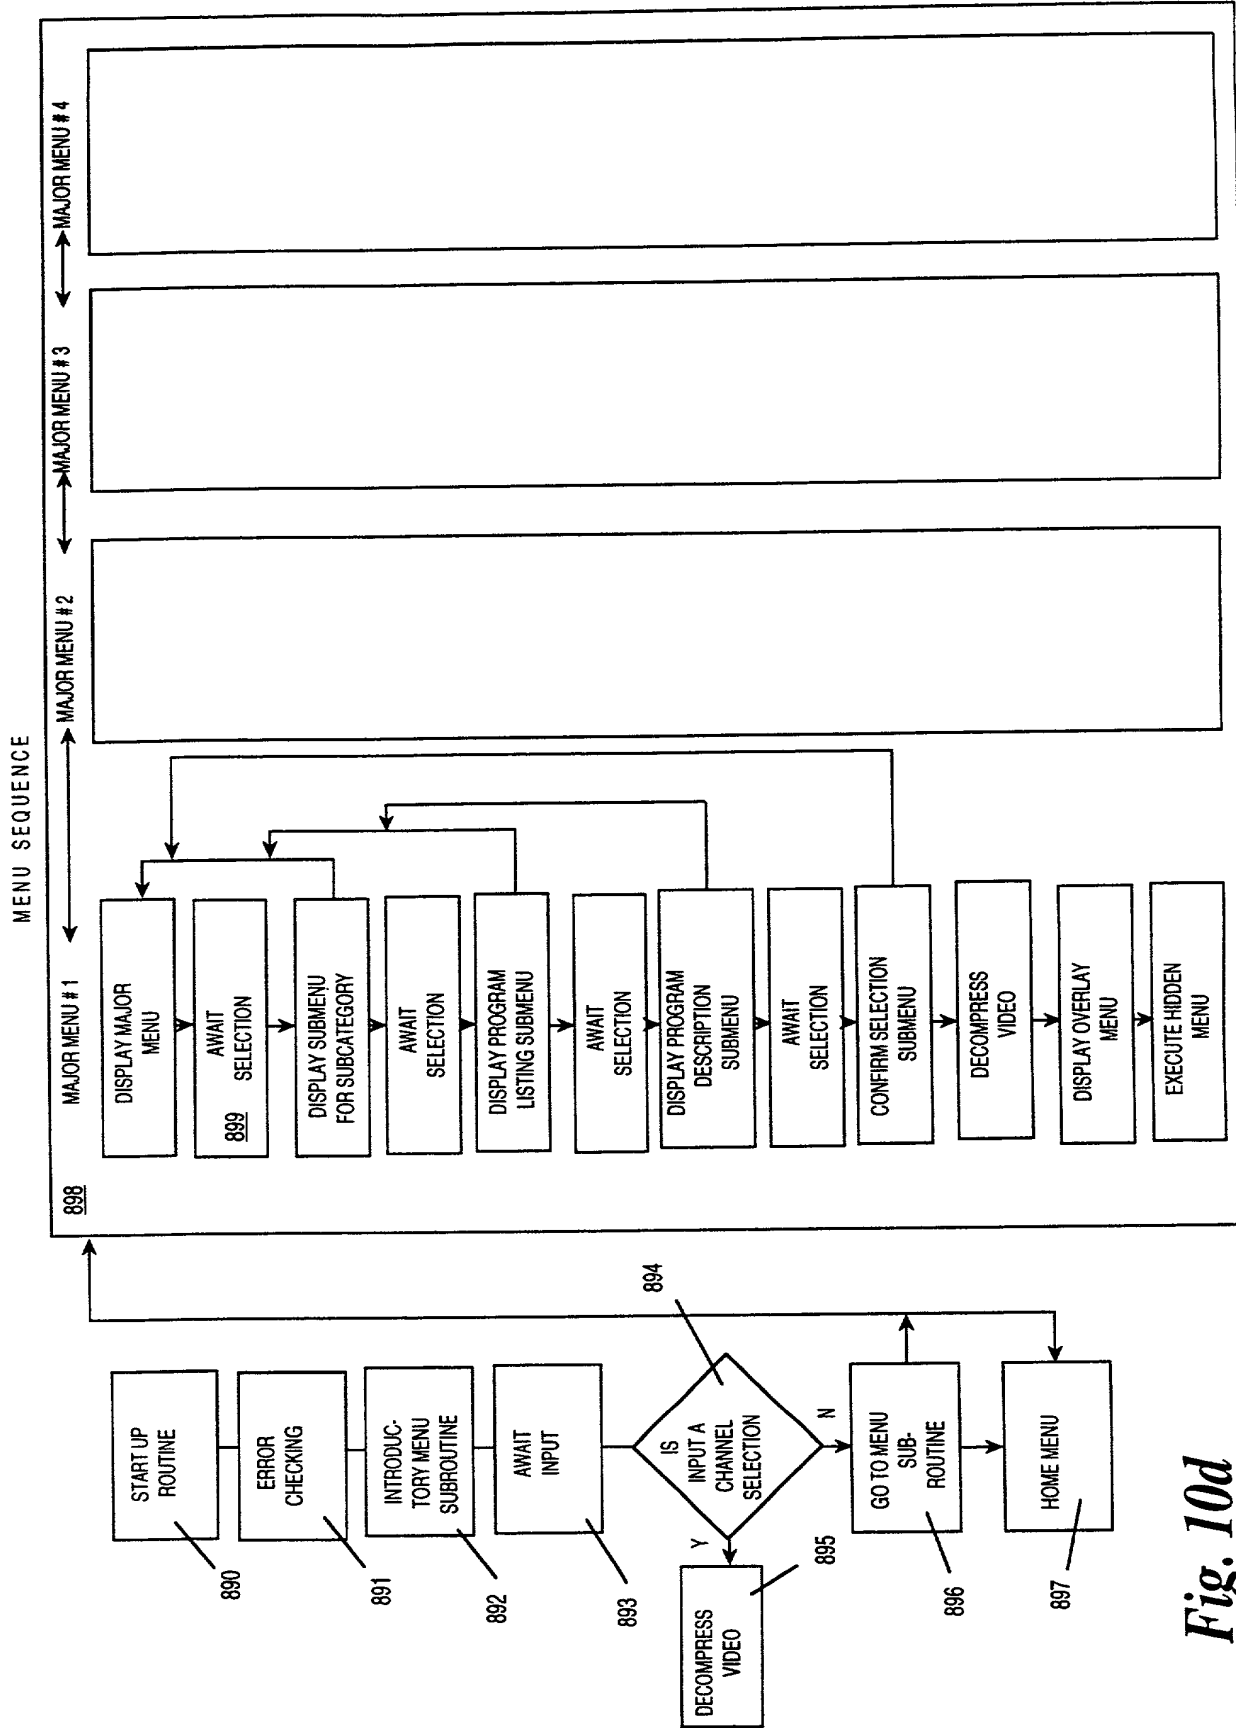 MENU SEQUENCE
898
MAJOR MENU # 1
MAJOR MENU # 2
MAJOR MENU # 3
MAJOR MENU # 4
DISPLAY MAJOR
MENU
AWAIT
SELECTION
899
DISPLAY SUBMENU
FOR SUBCATEGORY
AWAIT
SELECTION
DISPLAY PROGRAM
LISTING SUBMENU
AWAIT
SELECTION
DISPLAY PROGRAM
DESCRIPTION
SUBMENU
AWAIT
SELECTION
CONFIRM SELECTION
SUBMENU
DECOMPRESS
VIDEO
DISPLAY OVERLAY
MENU
EXECUTE HIDDEN
MENU
START UP
ROUTINE
890
ERROR
CHECKING
891
INTRODUC-
TORY MENU
SUBROUTINE
892
AWAIT
INPUT
893
IS
INPUT A
CHANNEL
SELECTION
894
Y
N
DECOMPRESS
VIDEO
895
GO TO MENU
SUB-
ROUTINE
896
HOME MENU
897
Fig. 10d